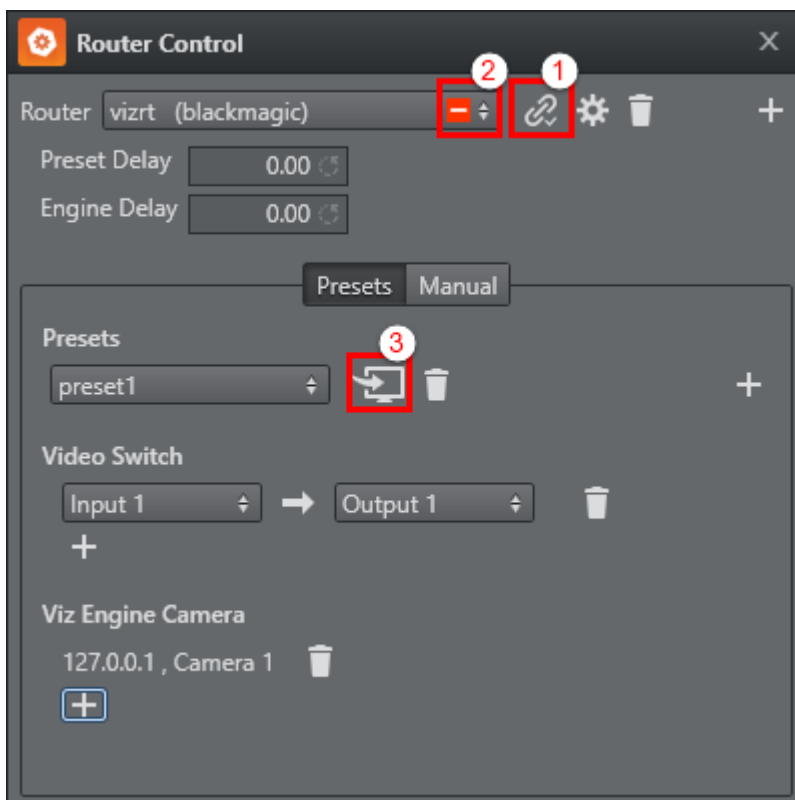 Router Control
2 1
Router vizrt (blackmagic)
Preset Delay 0.00
Engine Delay 0.00
Presets Manual
Presets
3
preset1
Video Switch
Input 1 Output 1
Viz Engine Camera
127.0.0.1 , Camera 1